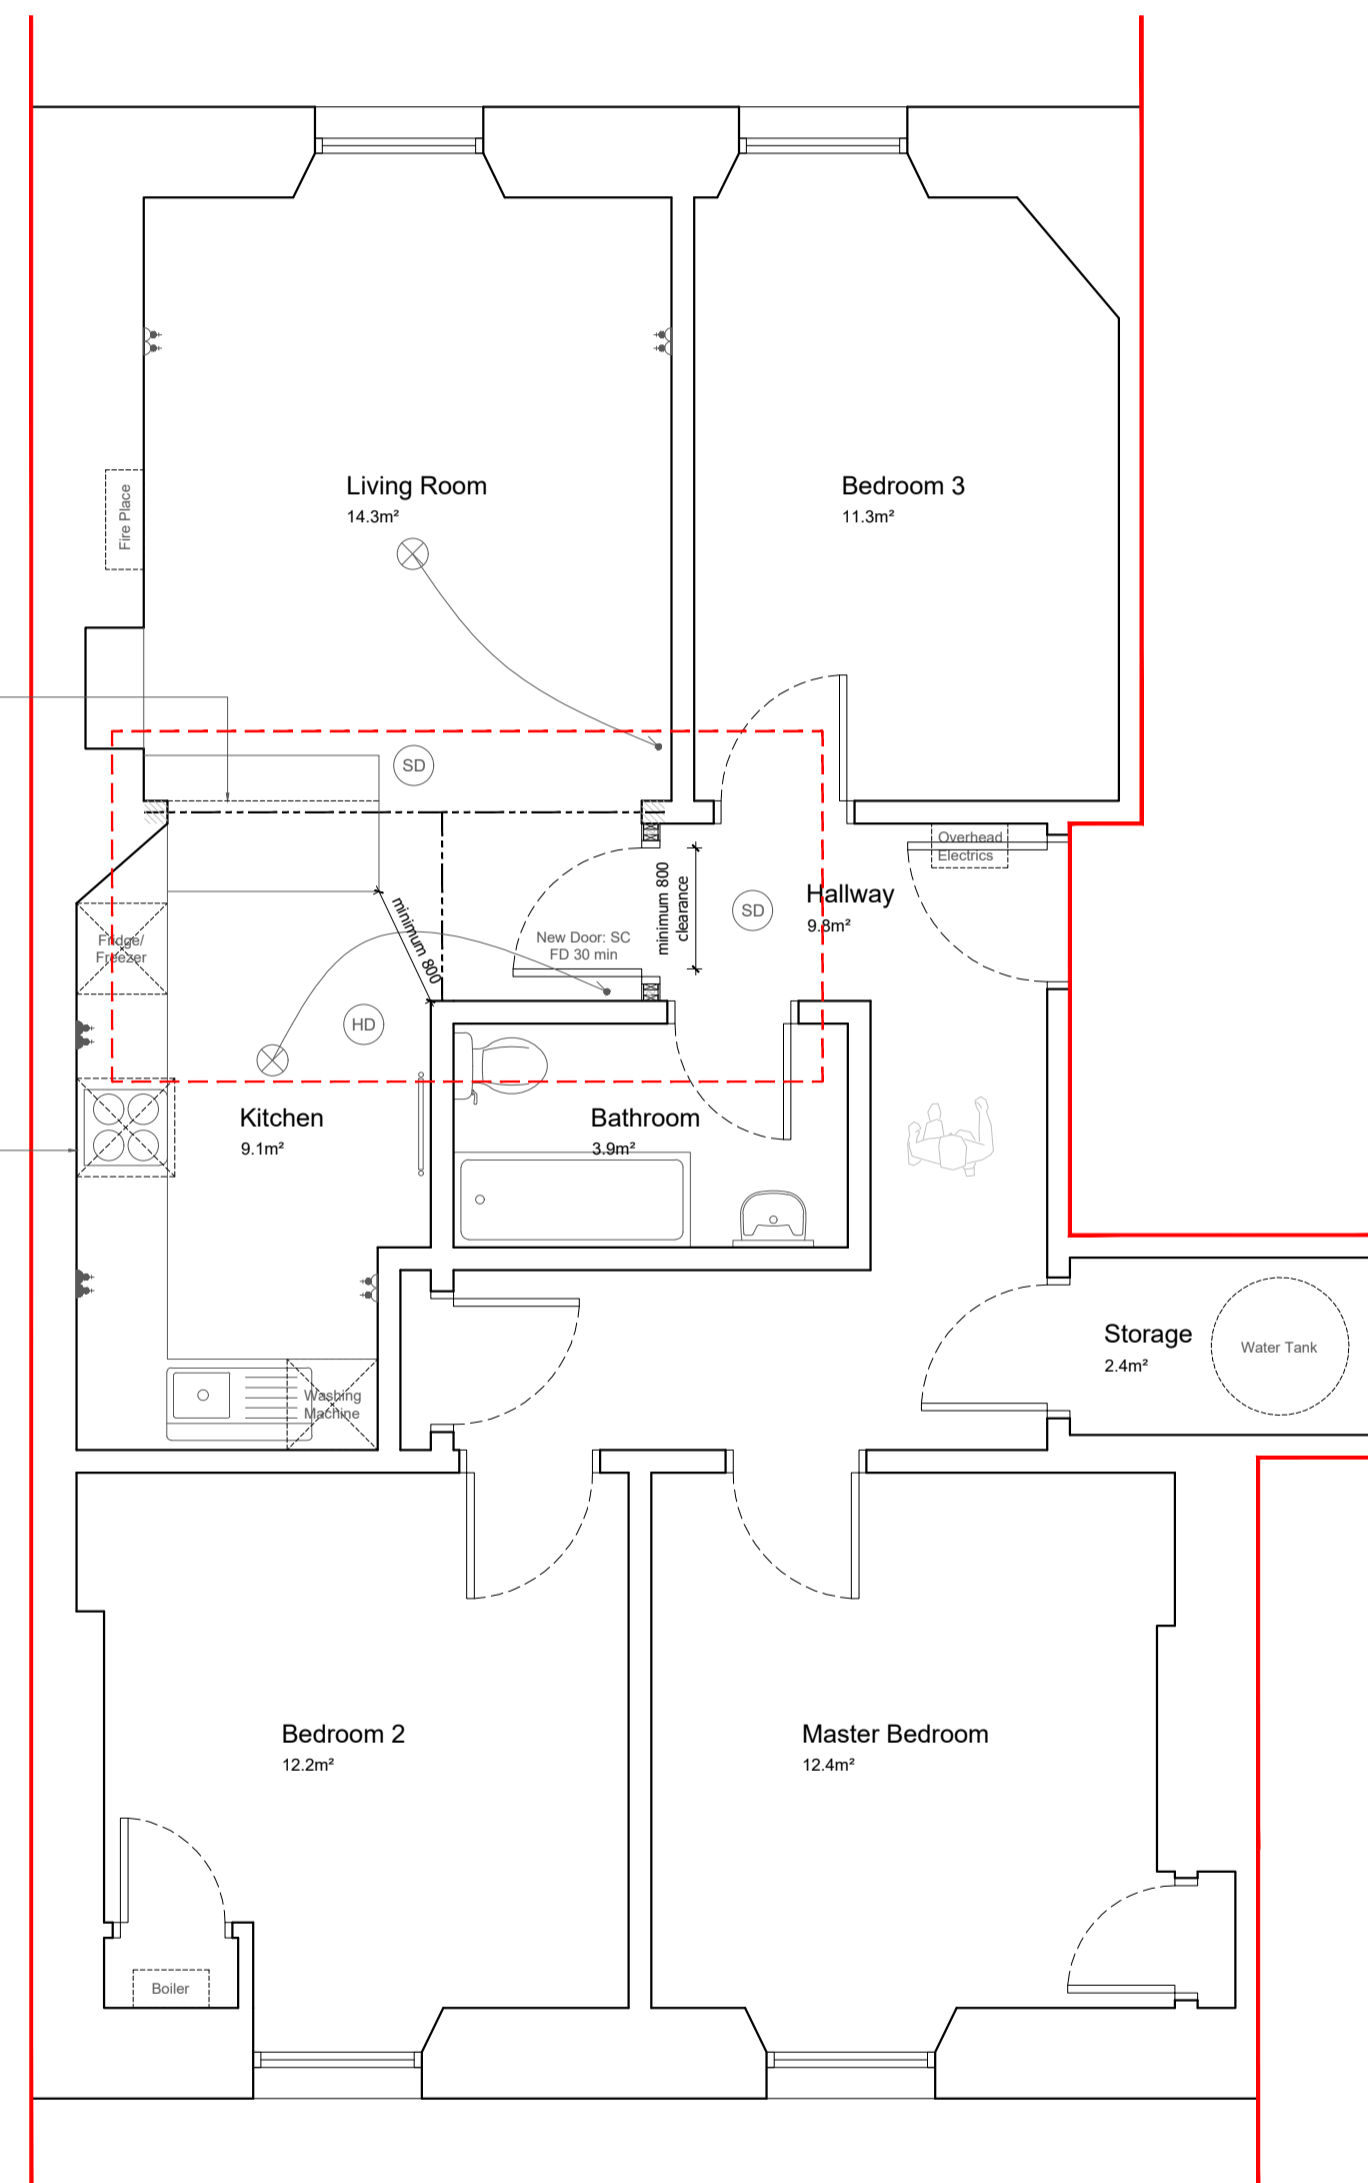 Living Room
14.3m²
Bedroom 3
11.3m²
Fire Place
SD
Overhead
Electrics
Hallway
9.8m²
SD
minimum 800
clearance
New Door: SC
FD 30 min
minimum 800
Fridge/
Freezer
HD
Kitchen
9.1m²
Bathroom
3.9m²
Storage
2.4m²
Water Tank
Washing
Machine
Bedroom 2
12.2m²
Master Bedroom
12.4m²
Boiler